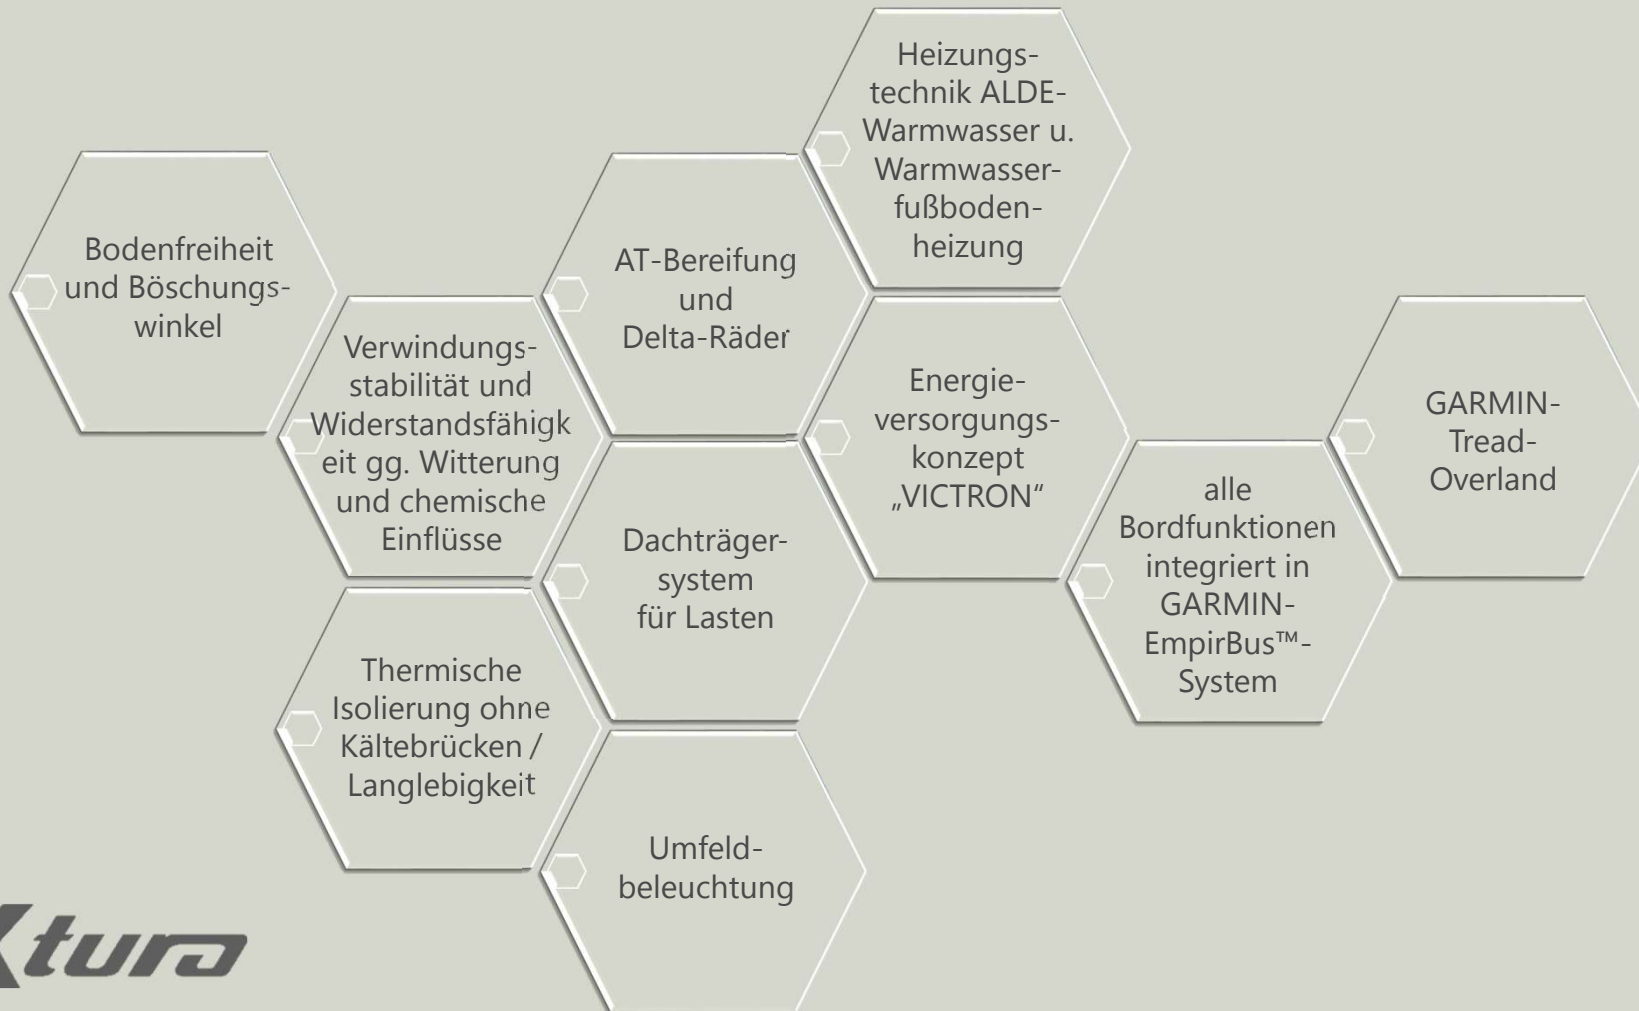 Heizungs-
technik ALDE-
Warmwasser u.
Warmwasser-
fußboden-
heizung
Bodenfreiheit
und Böschungs-
winkel
AT-Bereifung
und
Delta-Räder
Verwindungs-
stabilität und
Widerstandsfähigk
eit gg. Witterung
und chemische
Einflüsse
Energie-
versorgungs-
konzept
„VICTRON“
GARMIN-
Tread-
Overland
alle
Bordfunktionen
integriert in
GARMIN-
EmpirBus™-
System
Dachträger-
system
für Lasten
Thermische
Isolierung ohne
Kältebrücken /
Langlebigkeit
Umfeld-
beleuchtung
Xtura